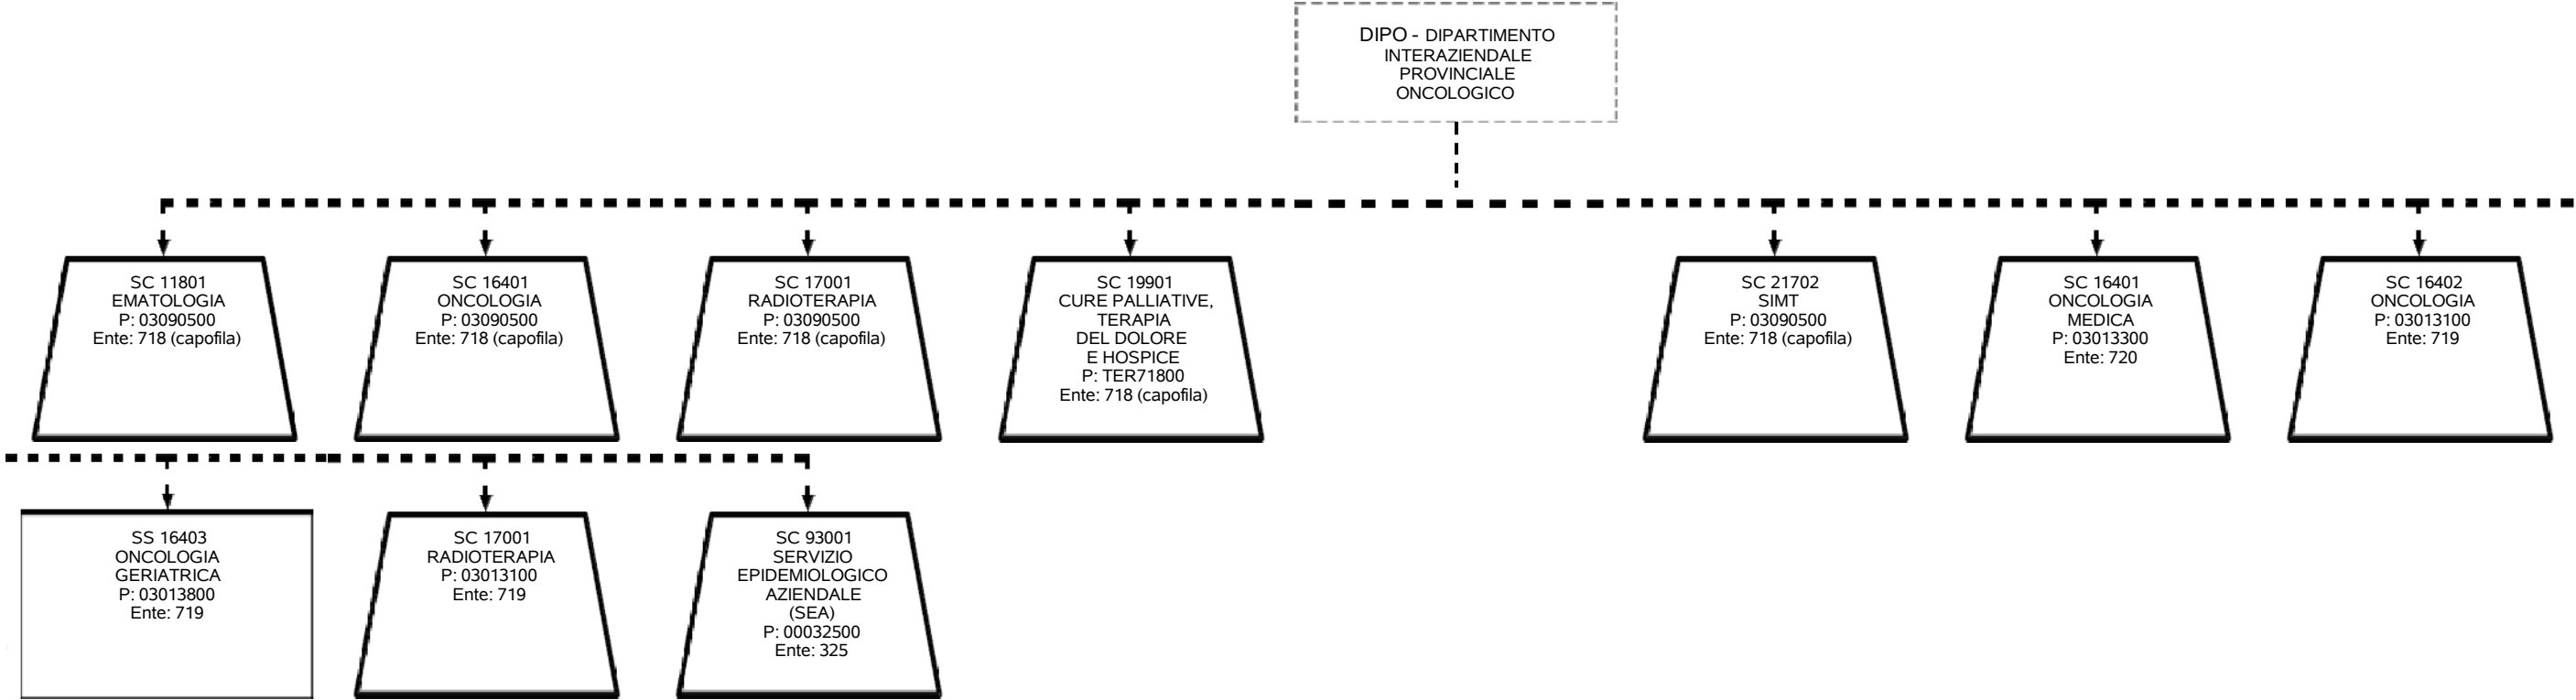 DIPO - DIPARTIMENTO
INTERAZIENDALE
PROVINCIALE
ONCOLOGICO
SC 11801
EMATOLOGIA
P: 03090500
Ente: 718 (capofila)
SC 16401
ONCOLOGIA
P: 03090500
Ente: 718 (capofila)
SC 17001
RADIOTERAPIA
P: 03090500
Ente: 718 (capofila)
SC 19901
CURE PALLIATIVE,
TERAPIA
DEL DOLORE
E HOSPICE
P: TER71800
Ente: 718 (capofila)
SC 21702
SIMT
P: 03090500
Ente: 718 (capofila)
SC 16401
ONCOLOGIA
MEDICA
P: 03013300
Ente: 720
SC 16402
ONCOLOGIA
P: 03013100
Ente: 719
SS 16403
ONCOLOGIA
GERIATRICA
P: 03013800
Ente: 719
SC 17001
RADIOTERAPIA
P: 03013100
Ente: 719
SC 93001
SERVIZIO
EPIDEMIOLOGICO
AZIENDALE
(SEA)
P: 00032500
Ente: 325